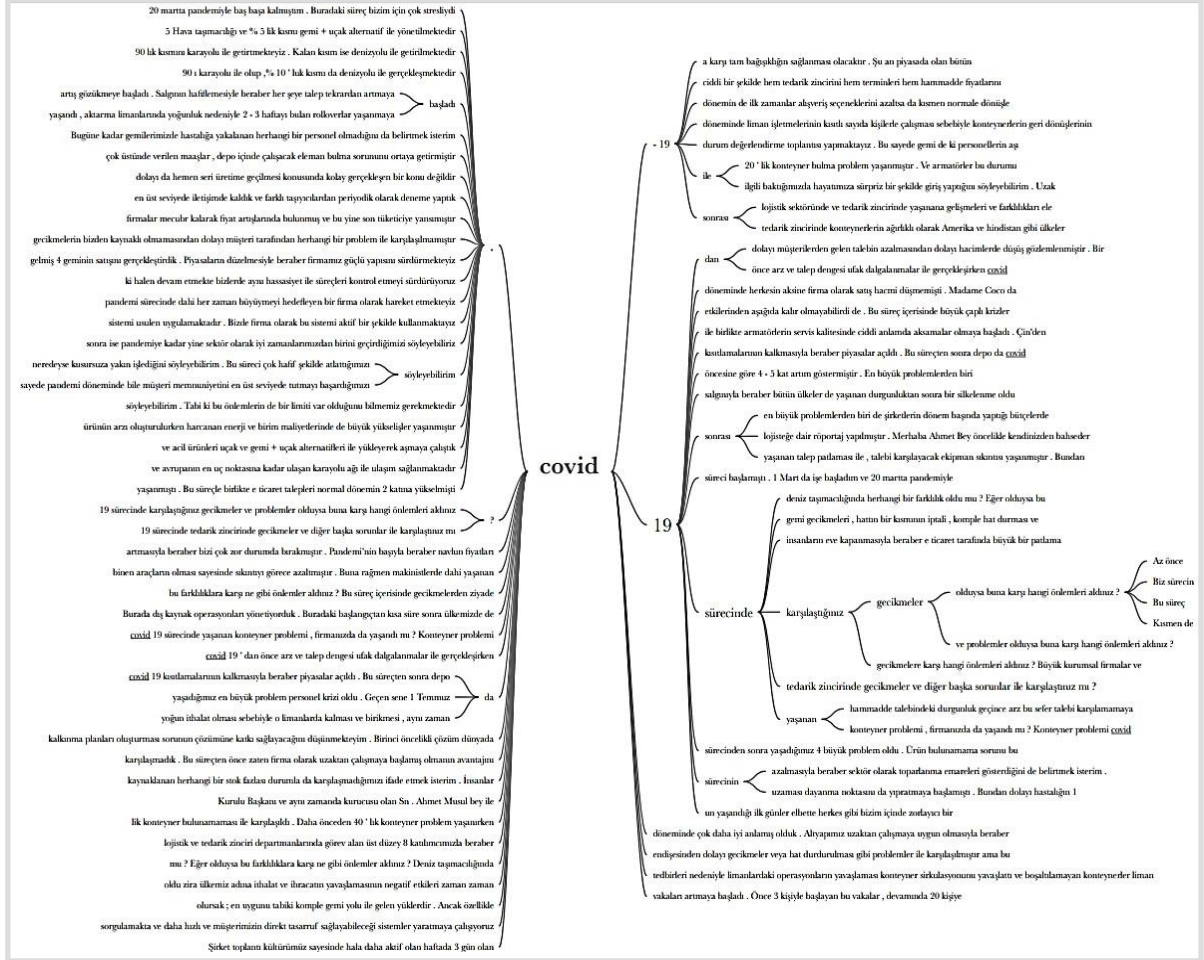 20 martta pandemiyle baş başa kalmıştım . Buradaki süreç bizim için çok stresliydi
5 Hava taşımacılığı ve % 5 lik kısmı gemi + uçak alternatif ile yönetilmektedir
90 lık kısmını karayolu ile getirtmekteyiz . Kalan kısım ise denizyolu ile getirilmektedir
90 ı karayolu ile olup ,% 10 ' luk kısmı da denizyolu ile gerçekleşmektedir
artış gözükmeye başladı . Salgının hafiflemesiyle beraber her şeye talep tekrardan artmaya
yaşandı , aktarma limanlarında yoğunluk nedeniyle 2 - 3 haftayı bulan rolloverlar yaşanmaya
başladı
Bugüne kadar gemilerimizde hastalığa yakalanan herhangi bir personel olmadığını da belirtmek isterim
çok üstünde verilen maaşlar , depo içinde çalışacak eleman bulma sorununu ortaya getirmiştir
dolayı da hemen seri üretime geçilmesi konusunda kolay gerçekleşen bir konu değildir
en üst seviyede iletişimde kaldık ve farklı taşıyıcılardan periyodik olarak deneme yaptık
firmalar mecubr kalarak fiyat artışlarında bulunmuş ve bu yine son tüketiciye yansımıştır
gecikmelerin bizden kaynaklı olmamasından dolayı müşteri tarafından herhangi bir problem ile karşılaşılmamıştır
.
gelmiş 4 geminin satışını gerçekleştirdik . Piyasaların düzelmesiyle beraber firmamız güçlü yapısını sürdürmekteyiz
ki halen devam etmekte bizlerde aynı hassasiyet ile süreçleri kontrol etmeyi sürdürüyoruz
pandemi sürecinde dahi her zaman büyüymeyi hedefleyen bir firma olarak hareket etmekteyiz
sistemi usulen uygulamaktadır . Bizde firma olarak bu sistemi aktif bir şekilde kullanmaktayız
sonra ise pandemiye kadar yine sektör olarak iyi zamanlarımızdan birini geçirdiğimizi söyleyebiliriz
neredeyse kusursuza yakın işlediğini söyleyebilirim . Bu süreci çok hafif şekilde atlattığımızı
sayede pandemi döneminde bile müşteri memnuniyetini en üst seviyede tutmayı başardığımızı
söyleyebilirim
söyleyebilirim . Tabi ki bu önlemlerin de bir limiti var olduğunu bilmemiz gerekmektedir
ürünün arzı oluşturulurken harcanan enerji ve birim maliyetlerinde de büyük yükselişler yaşanmıştır
ve acil ürünleri uçak ve gemi + uçak alternatifleri ile yükleyerek aşmaya çalıştık
ve avrupanın en uç noktasına kadar ulaşan karayolu ağı ile ulaşım sağlanmaktadır
yaşanmıştı . Bu süreçle birlikte e ticaret talepleri normal dönemin 2 katına yükselmişti
19 sürecinde karşılaştığınız gecikmeler ve problemler olduysa buna karşı hangi önlemleri aldınız
19 sürecinde tedarik zincirinde gecikmeler ve diğer başka sorunlar ile karşılaştınız mı
?
artmasıyla beraber bizi çok zor durumda bırakmıştır . Pandemi'nin başıyla beraber navlun fiyatları
binen araçların olması sayesinde sıkıntıyı görece azaltmıştır . Buna rağmen makinistlerde dahi yaşanan
bu farklılıklara karşı ne gibi önlemler aldınız ? Bu süreç içerisinde gecikmelerden ziyade
Burada dış kaynak operasyonları yönetiyorduk . Buradaki başlangıçtan kısa süre sonra ülkemizde de
covid 19 sürecinde yaşanan konteyner problemi , firmanızda da yaşandı mı ? Konteyner problemi
covid 19 ' dan önce arz ve talep dengesi ufak dalgalanmalar ile gerçekleşirken
covid 19 kısıtlamalarının kalkmasıyla beraber piyasalar açıldı . Bu süreçten sonra depo
yaşadığımız en büyük problem personel krizi oldu . Geçen sene 1 Temmuz
yoğun ithalat olması sebebiyle o limanlarda kalması ve birikmesi , aynı zaman
da
kalkınma planları oluşturması sorunun çözümüne katkı sağlayacağını düşünmekteyim . Birinci öncelikli çözüm dünyada
karşılaşmadık . Bu süreçten önce zaten firma olarak uzaktan çalışmaya başlamış olmanın avantajını
kaynaklanan herhangi bir stok fazlası durumla da karşılaşmadığımızı ifade etmek isterim . İnsanlar
Kurulu Başkanı ve aynı zamanda kurucusu olan Sn . Ahmet Musul bey ile
lik konteyner bulunamaması ile karşılaşıldı . Daha önceden 40 ' lık konteyner problem yaşanırken
lojistik ve tedarik zinciri departmanlarında görev alan üst düzey 8 katılımcımızla beraber
mu ? Eğer olduysa bu farklılıklara karşı ne gibi önlemler aldınız ? Deniz taşımacılığında
oldu zira ülkemiz adına ithalat ve ihracatın yavaşlamasının negatif etkileri zaman zaman
olursak ; en uygunu tabiki komple gemi yolu ile gelen yüklerdir . Ancak özellikle
sorgulamakta ve daha hızlı ve müşterimizin direkt tasarruf sağlayabileceği sistemler yaratmaya çalışıyoruz
Şirket toplantı kültürümüz sayesinde hala daha aktif olan haftada 3 gün olan
covid
a karşı tam bağışıklığın sağlanması olacaktır . Şu an piyasada olan bütün
ciddi bir şekilde hem tedarik zincirini hem terminleri hem hammadde fiyatlarını
dönemin de ilk zamanlar alışveriş seçeneklerini azaltsa da kısmen normale dönüşle
döneminde liman işletmelerinin kısıtlı sayıda kişilerle çalışması sebebiyle konteynerlerin geri dönüşlerinin
- 19
durum değerlendirme toplantısı yapmaktayız . Bu sayede gemi de ki personellerin aşı
ile
20 ' lik konteyner bulma problem yaşanmıştır . Ve armatörler bu durumu
ilgili baktığımızda hayatımıza sürpriz bir şekilde giriş yaptığını söyleyebilirim . Uzak
sonrası
lojistik sektöründe ve tedarik zincirinde yaşanana gelişmeleri ve farklılıkları ele
tedarik zincirinde konteynerlerin ağırlıklı olarak Amerika ve hindistan gibi ülkeler
dan
dolayı müşterilerden gelen talebin azalmasından dolayı hacimlerde düşüş gözlemlenmiştir . Bir
önce arz ve talep dengesi ufak dalgalanmalar ile gerçekleşirken covid
döneminde herkesin aksine firma olarak satış hacmi düşmemişti . Madame Coco da
etkilerinden aşağıda kalır olmayabilirdi de . Bu süreç içerisinde büyük çaplı krizler
ile birlikte armatörlerin servis kalitesinde ciddi anlamda aksamalar olmaya başladı . Çin'den
kısıtlamalarının kalkmasıyla beraber piyasalar açıldı . Bu süreçten sonra depo da covid
öncesine göre 4 - 5 kat artım göstermiştir . En büyük problemlerden biri
salgınıyla beraber bütün ülkeler de yaşanan durgunluktan sonra bir silkelenme oldu
sonrası
en büyük problemlerden biri de şirketlerin dönem başında yaptığı bütçelerde
lojisteğe dair röportaj yapılmıştır . Merhaba Ahmet Bey öncelikle kendinizden bahseder
yaşanan talep patlaması ile , talebi karşılayacak ekipman sıkıntısı yaşanmıştır . Bundan
süreci başlamıştı . 1 Mart da işe başladım ve 20 martta pandemiyle
19
sürecinde
deniz taşımacılığında herhangi bir farklılık oldu mu ? Eğer olduysa bu
gemi gecikmeleri , hattın bir kısmının iptali , komple hat durması ve
insanların eve kapanmasıyla beraber e ticaret tarafında büyük bir patlama
karşılaştığınız
gecikmeler
olduysa buna karşı hangi önlemleri aldınız ?
Az önce
Biz sürecin
Bu süreç
Kısmen de
ve problemler olduysa buna karşı hangi önlemleri aldınız ?
gecikmelere karşı hangi önlemleri aldınız ? Büyük kurumsal firmalar ve
tedarik zincirinde gecikmeler ve diğer başka sorunlar ile karşılaştınız mı ?
yaşanan
hammadde talebindeki durgunluk geçince arz bu sefer talebi karşılamamaya
konteyner problemi , firmanızda da yaşandı mı ? Konteyner problemi covid
sürecinden sonra yaşadığımız 4 büyük problem oldu . Ürün bulunamama sorunu bu
sürecinin
azalmasıyla beraber sektör olarak toparlanma emareleri gösterdiğini de belirtmek isterim .
uzaması dayanma noktasını da yıpratmaya başlamıştı . Bundan dolayı hastalığın 1
un yaşandığı ilk günler elbette herkes gibi bizim içinde zorlayıcı bir
döneminde çok daha iyi anlamış olduk . Altyapımız uzaktan çalışmaya uygun olmasıyla beraber
endişesinden dolayı gecikmeler veya hat durdurulması gibi problemler ile karşılaşılmıştır ama bu
tedbirleri nedeniyle limanlardaki operasyonların yavaşlaması konteyner sirkulasyonunu yavaşlattı ve boşaltılamayan konteynerler liman
vakaları artmaya başladı . Önce 3 kişiyle başlayan bu vakalar , devamında 20 kişiye